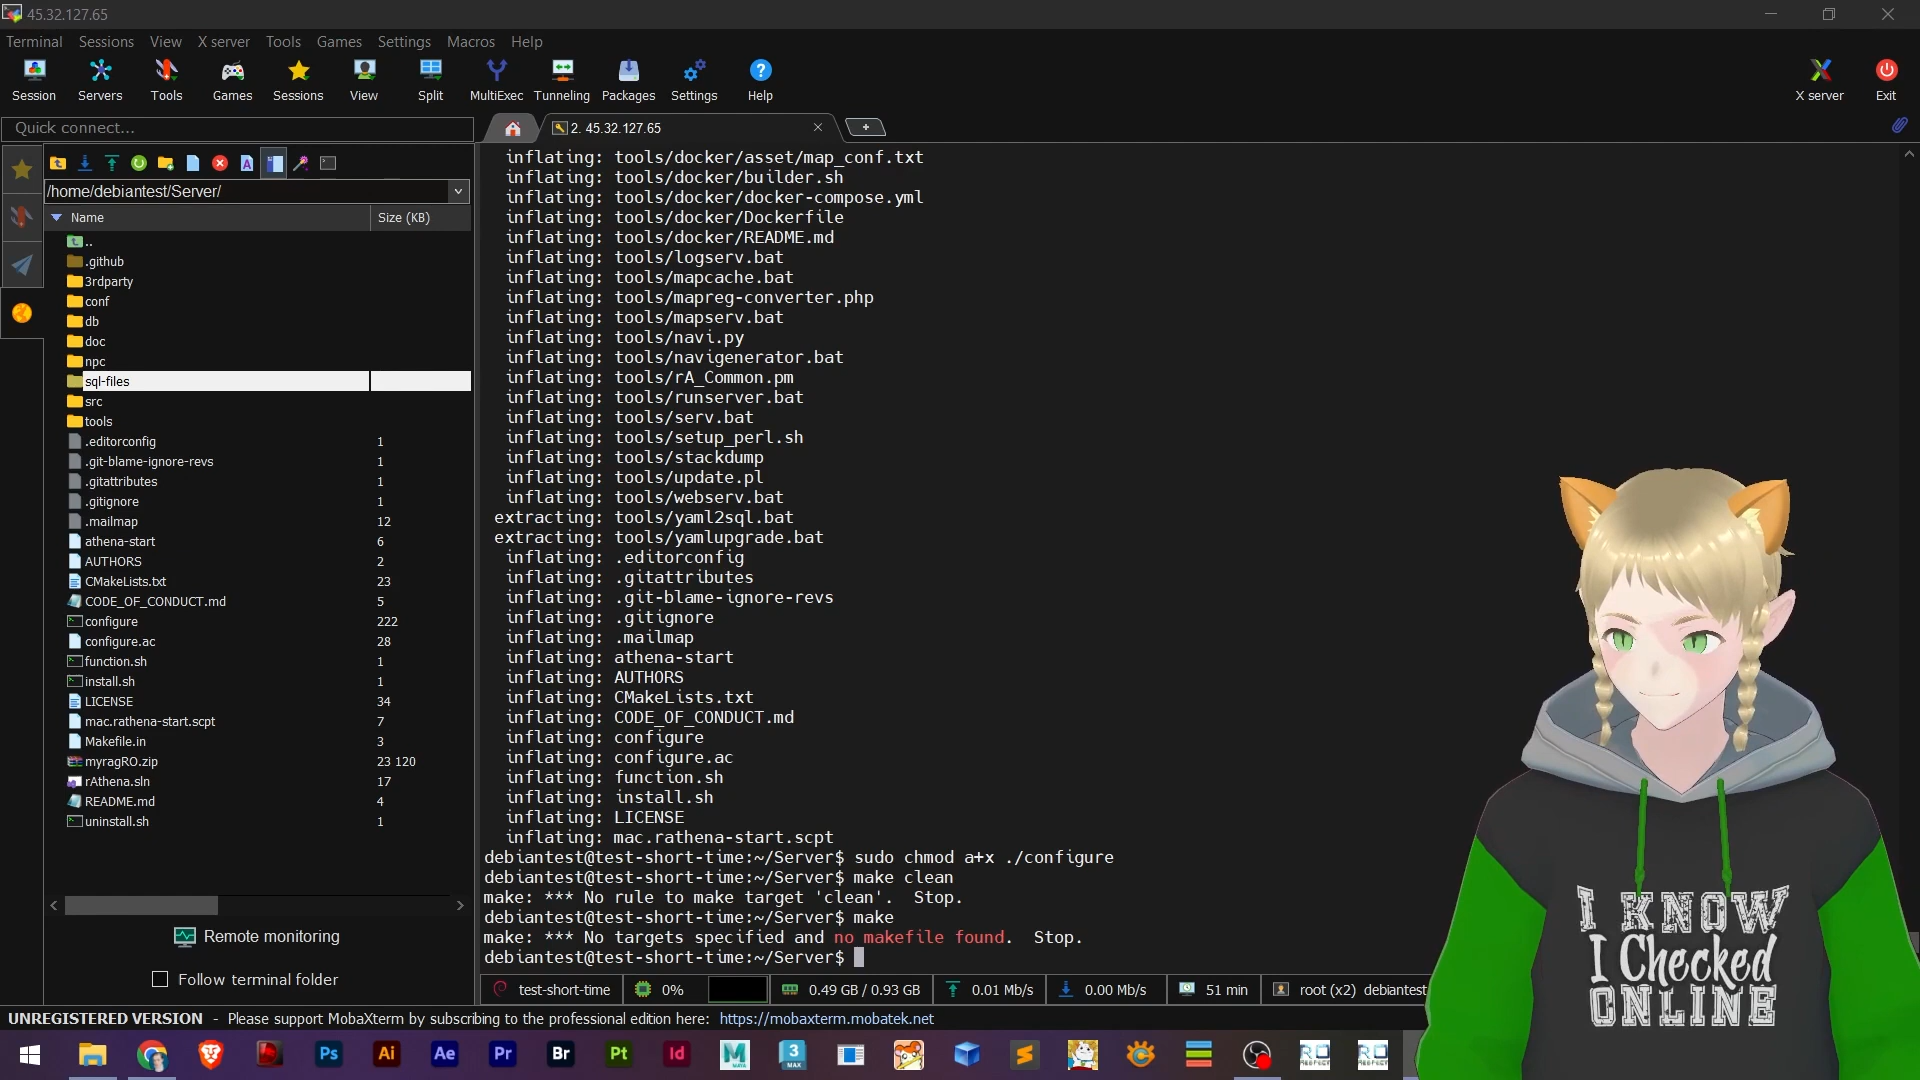 45.32.127.65
Terminal Sessions View X server Tools Games Settings Macros Help
Session Servers Tools Games Sessions View Split MultiExec Tunneling Packages Settings Help X server Exit
Quick connect...
2. 45.32.127.65
/home/debiantest/Server/
Name Size (KB)
..
.github
3rdparty
conf
db
doc
npc
sql-files
src
tools
.editorconfig 1
.git-blame-ignore-revs 1
.gitattributes 1
.gitignore 1
.mailmap 12
athena-start 6
AUTHORS 2
CMakeLists.txt 23
CODE_OF_CONDUCT.md 5
configure 222
configure.ac 28
function.sh 1
install.sh 1
LICENSE 34
mac.rathena-start.scpt 7
Makefile.in 3
myragRO.zip 23 120
rAthena.sln 17
README.md 4
uninstall.sh 1
Remote monitoring
Follow terminal folder
inflating: tools/docker/asset/map_conf.txt
inflating: tools/docker/builder.sh
inflating: tools/docker/docker-compose.yml
inflating: tools/docker/Dockerfile
inflating: tools/docker/README.md
inflating: tools/logserv.bat
inflating: tools/mapcache.bat
inflating: tools/mapreg-converter.php
inflating: tools/mapserv.bat
inflating: tools/navi.py
inflating: tools/navigenerator.bat
inflating: tools/rA_Common.pm
inflating: tools/runserver.bat
inflating: tools/serv.bat
inflating: tools/setup_perl.sh
inflating: tools/stackdump
inflating: tools/update.pl
inflating: tools/webserv.bat
extracting: tools/yaml2sql.bat
extracting: tools/yamlupgrade.bat
inflating: .editorconfig
inflating: .gitattributes
inflating: .git-blame-ignore-revs
inflating: .gitignore
inflating: .mailmap
inflating: athena-start
inflating: AUTHORS
inflating: CMakeLists.txt
inflating: CODE_OF_CONDUCT.md
inflating: configure
inflating: configure.ac
inflating: function.sh
inflating: install.sh
inflating: LICENSE
inflating: mac.rathena-start.scpt
debiantest@test-short-time:~/Server$ sudo chmod a+x ./configure
debiantest@test-short-time:~/Server$ make clean
make: *** No rule to make target 'clean'.  Stop.
debiantest@test-short-time:~/Server$ make
make: *** No targets specified and no makefile found.  Stop.
debiantest@test-short-time:~/Server$
test-short-time 0% 0.49 GB / 0.93 GB 0.01 Mb/s 0.00 Mb/s 51 min root (x2) debiantest
UNREGISTERED VERSION - Please support MobaXterm by subscribing to the professional edition here: https://mobaxterm.mobatek.net
I KNOW
I Checked
ONLINE
Ps Ai Ae Pr Br Pt Id M 3